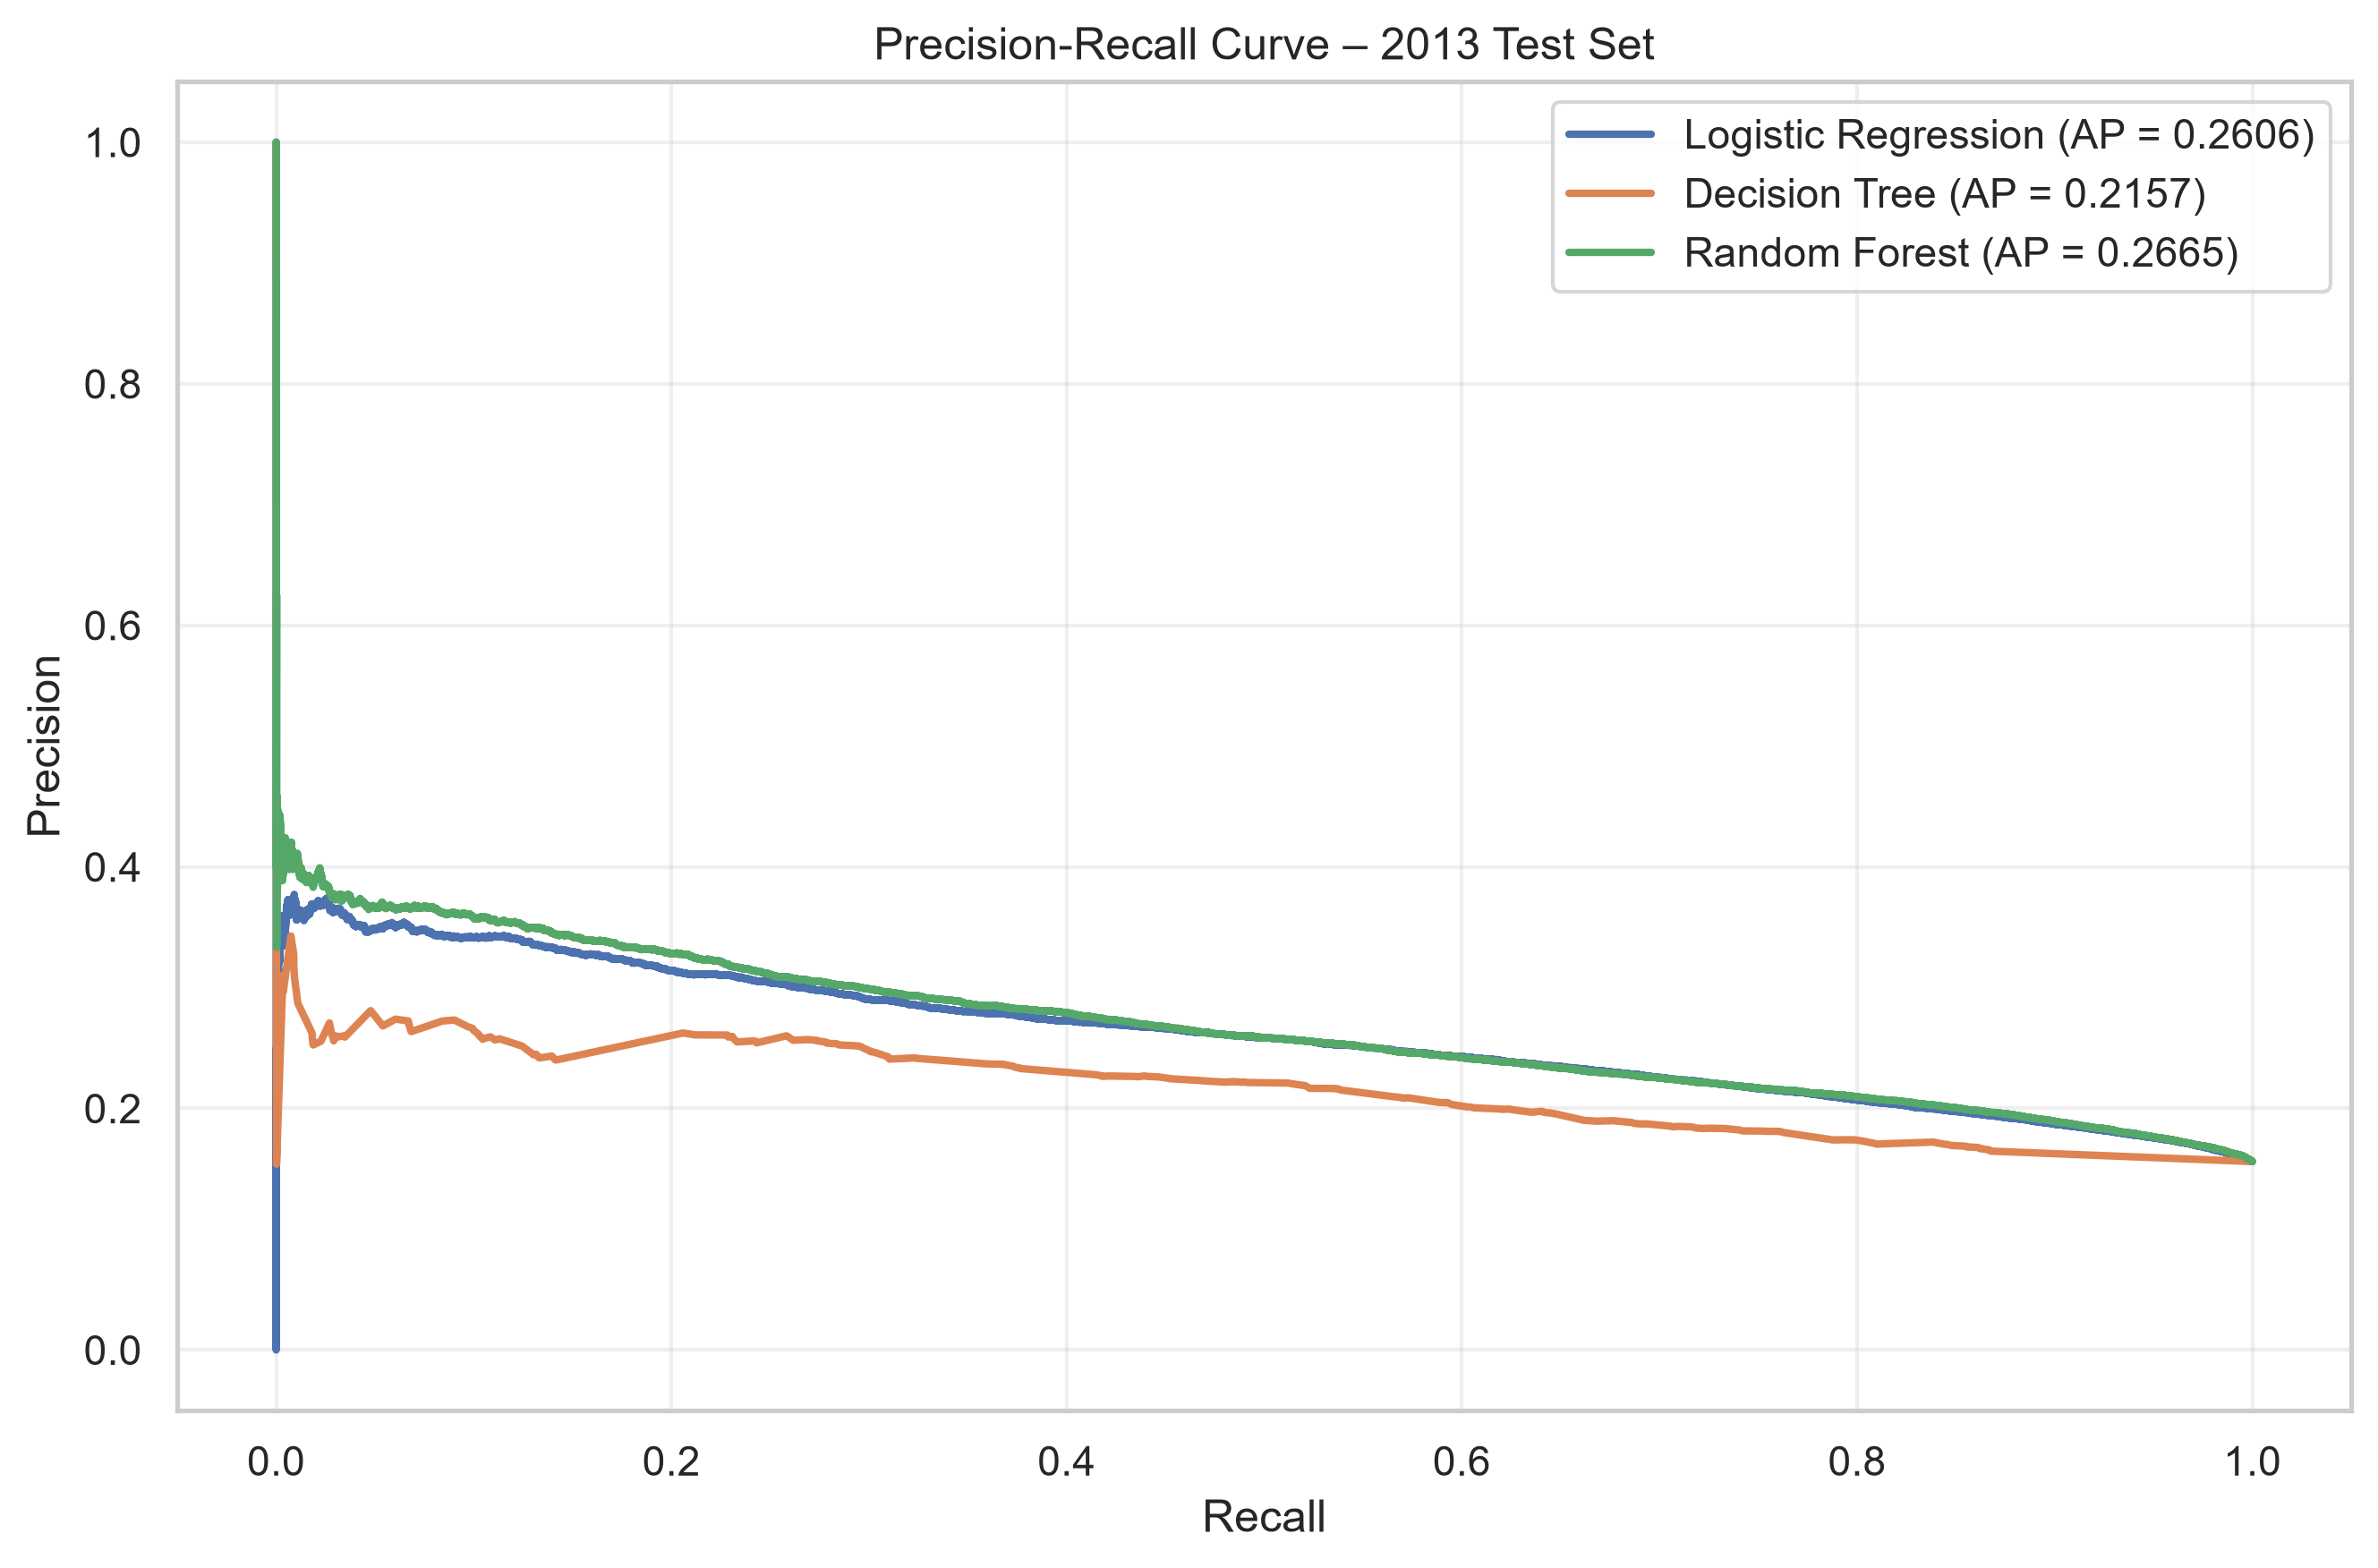 Precision-Recall Curve – 2013 Test Set
Logistic Regression (AP = 0.2606)
Decision Tree (AP = 0.2157)
Random Forest (AP = 0.2665)
Precision
1.0
0.8
0.6
0.4
0.2
0.0
0.0 0.2 0.4 0.6 0.8 1.0
Recall